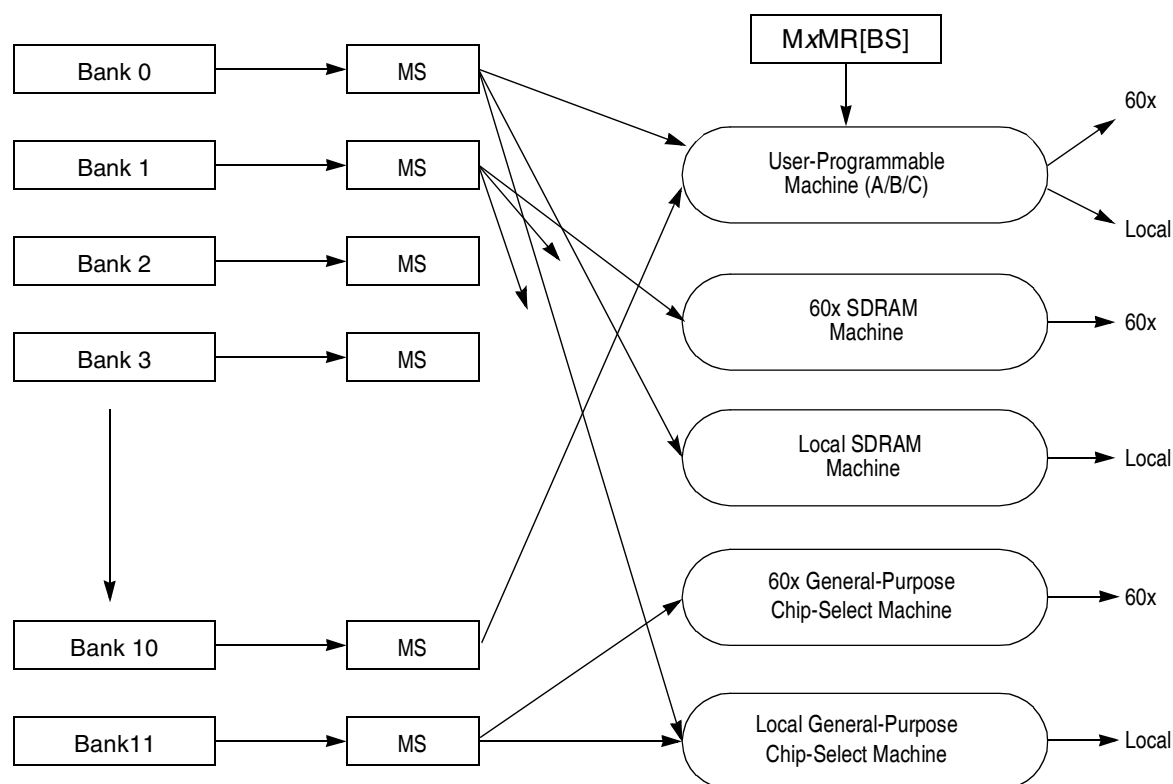 MxMR[BS]
Bank 0
MS
60x
Bank 1
MS
User-Programmable
Machine (A/B/C)
Local
Bank 2
MS
60x SDRAM
Machine
60x
Bank 3
MS
Local SDRAM
Machine
Local
60x General-Purpose
Chip-Select Machine
60x
Bank 10
MS
Bank11
MS
Local General-Purpose
Chip-Select Machine
Local